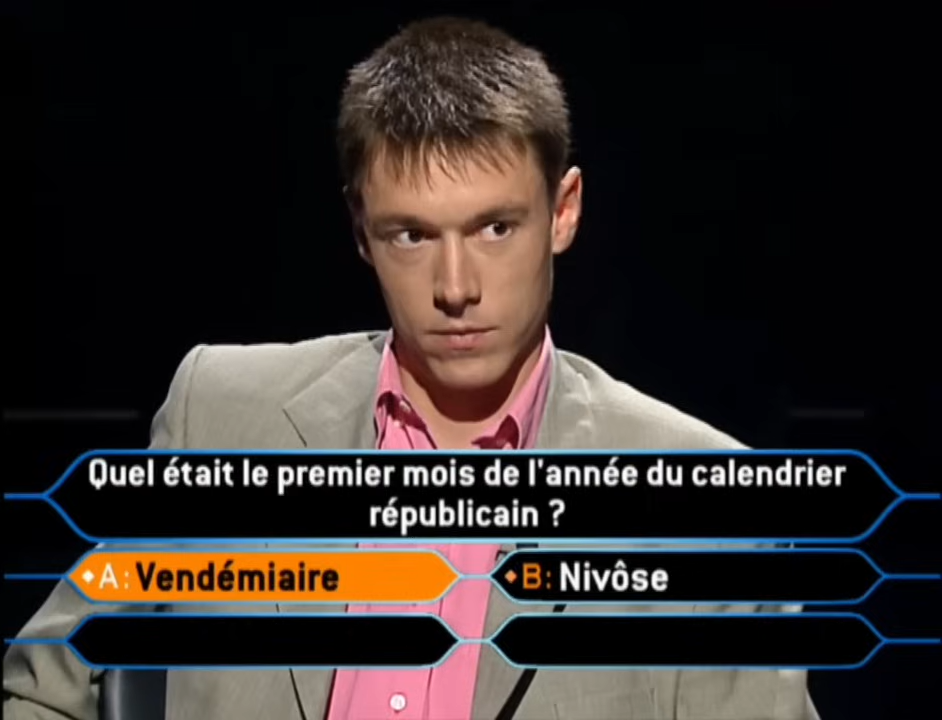 Quel était le premier mois de l'année du calendrier
républicain ?
A: Vendémiaire
B: Nivôse